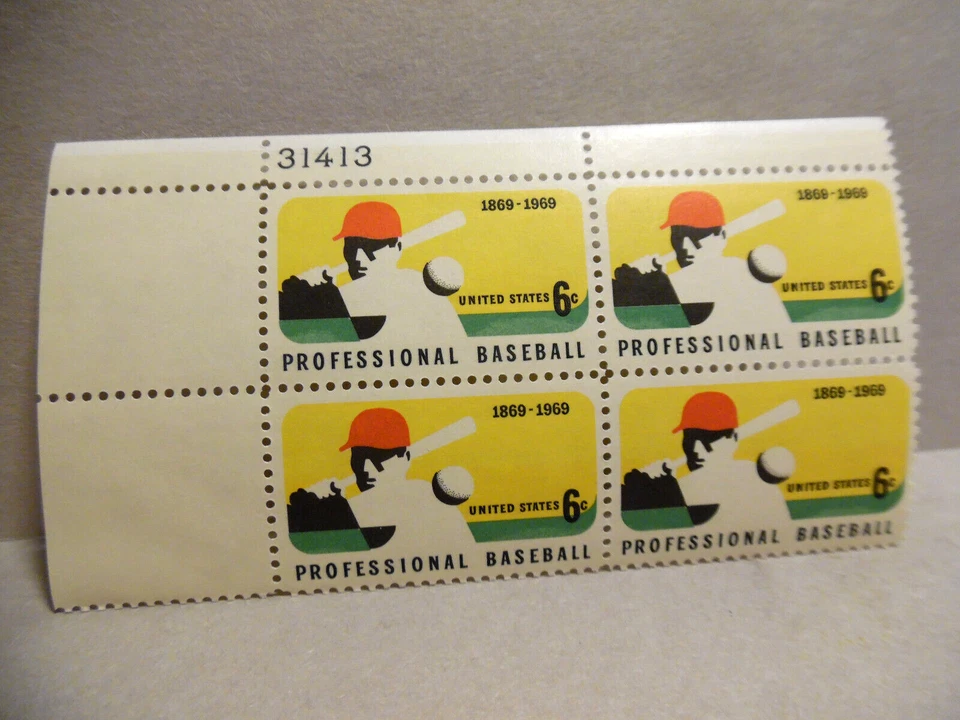 31413
1869-1969
UNITED STATES 6c
PROFESSIONAL BASEBALL
1869-1969
UNITED STATES 6c
PROFESSIONAL BASEBALL
1869-1969
UNITED STATES 6c
PROFESSIONAL BASEBALL
1869-1969
UNITED STATES 6c
PROFESSIONAL BASEBALL